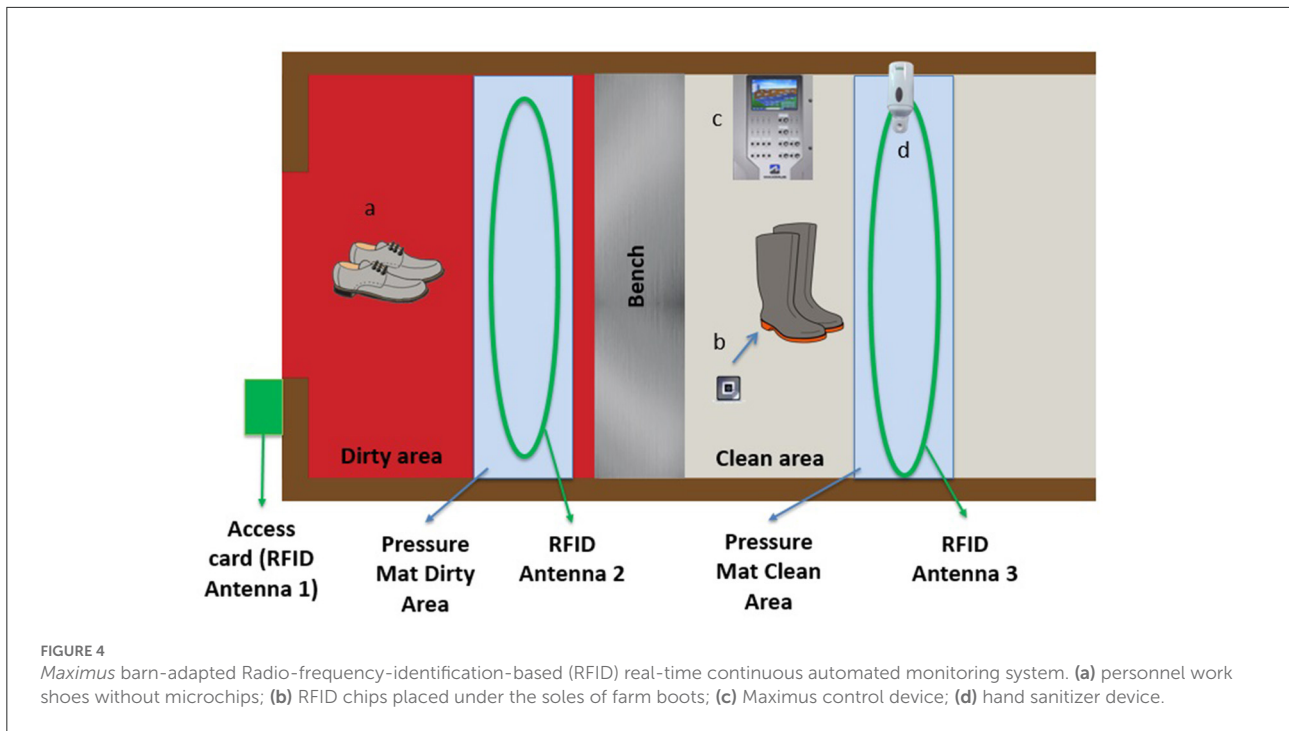 a
c
d
Bench
b
Dirty area
Clean area
Access
card (RFID
Antenna 1)
Pressure
Mat Dirty
Area
RFID
Antenna 2
Pressure
Mat Clean
Area
RFID
Antenna 3
FIGURE 4
Maximus barn-adapted Radio-frequency-identification-based (RFID) real-time continuous automated monitoring system. (a) personnel work
shoes without microchips; (b) RFID chips placed under the soles of farm boots; (c) Maximus control device; (d) hand sanitizer device.